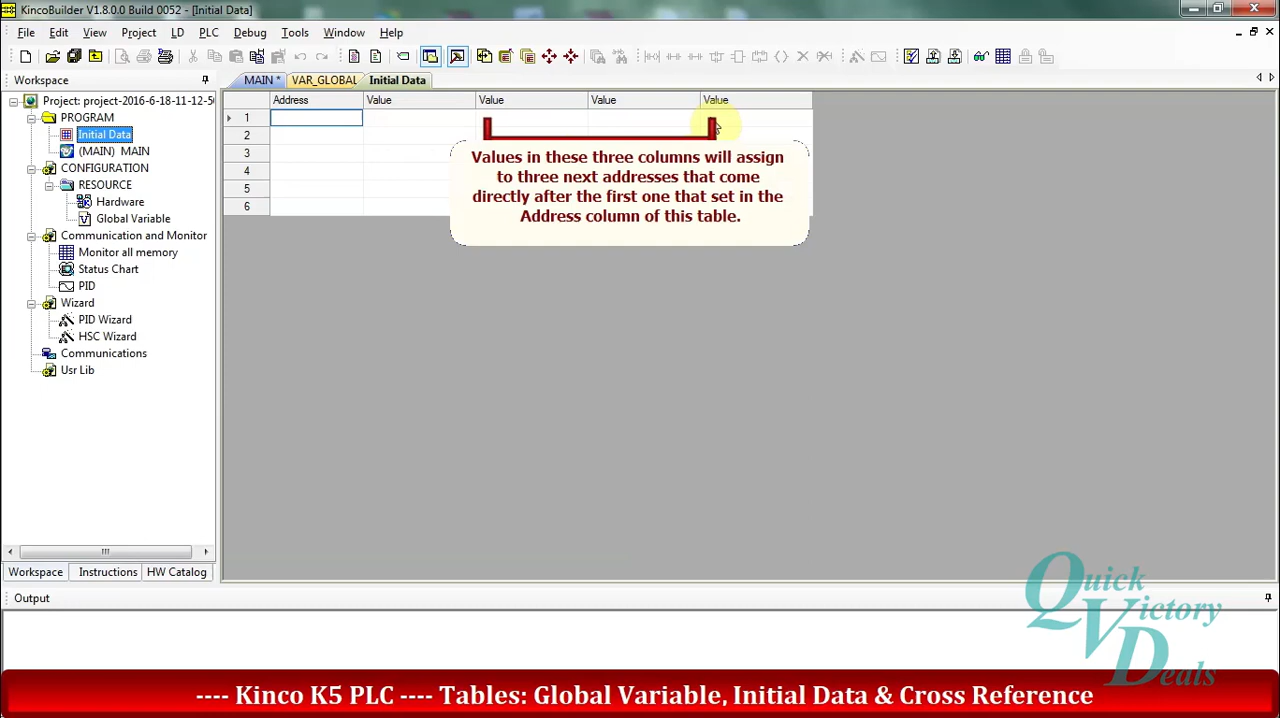 KincoBuilder V1.8.0.0 Build 0052 - [Initial Data]
File Edit View Project LD PLC Debug Tools Window Help
Workspace
MAIN * VAR_GLOBAL Initial Data
Project: project-2016-6-18-11-12-50
PROGRAM
Initial Data
(MAIN) MAIN
CONFIGURATION
RESOURCE
Hardware
Global Variable
Communication and Monitor
Monitor all memory
Status Chart
PID
Wizard
PID Wizard
HSC Wizard
Communications
Usr Lib
Workspace Instructions HW Catalog
Address Value Value Value Value
1
2
3
4
5
6
Values in these three columns will assign
to three next addresses that come
directly after the first one that set in the
Address column of this table.
Output
Quick
Victory
Deals
---- Kinco K5 PLC ---- Tables: Global Variable, Initial Data & Cross Reference